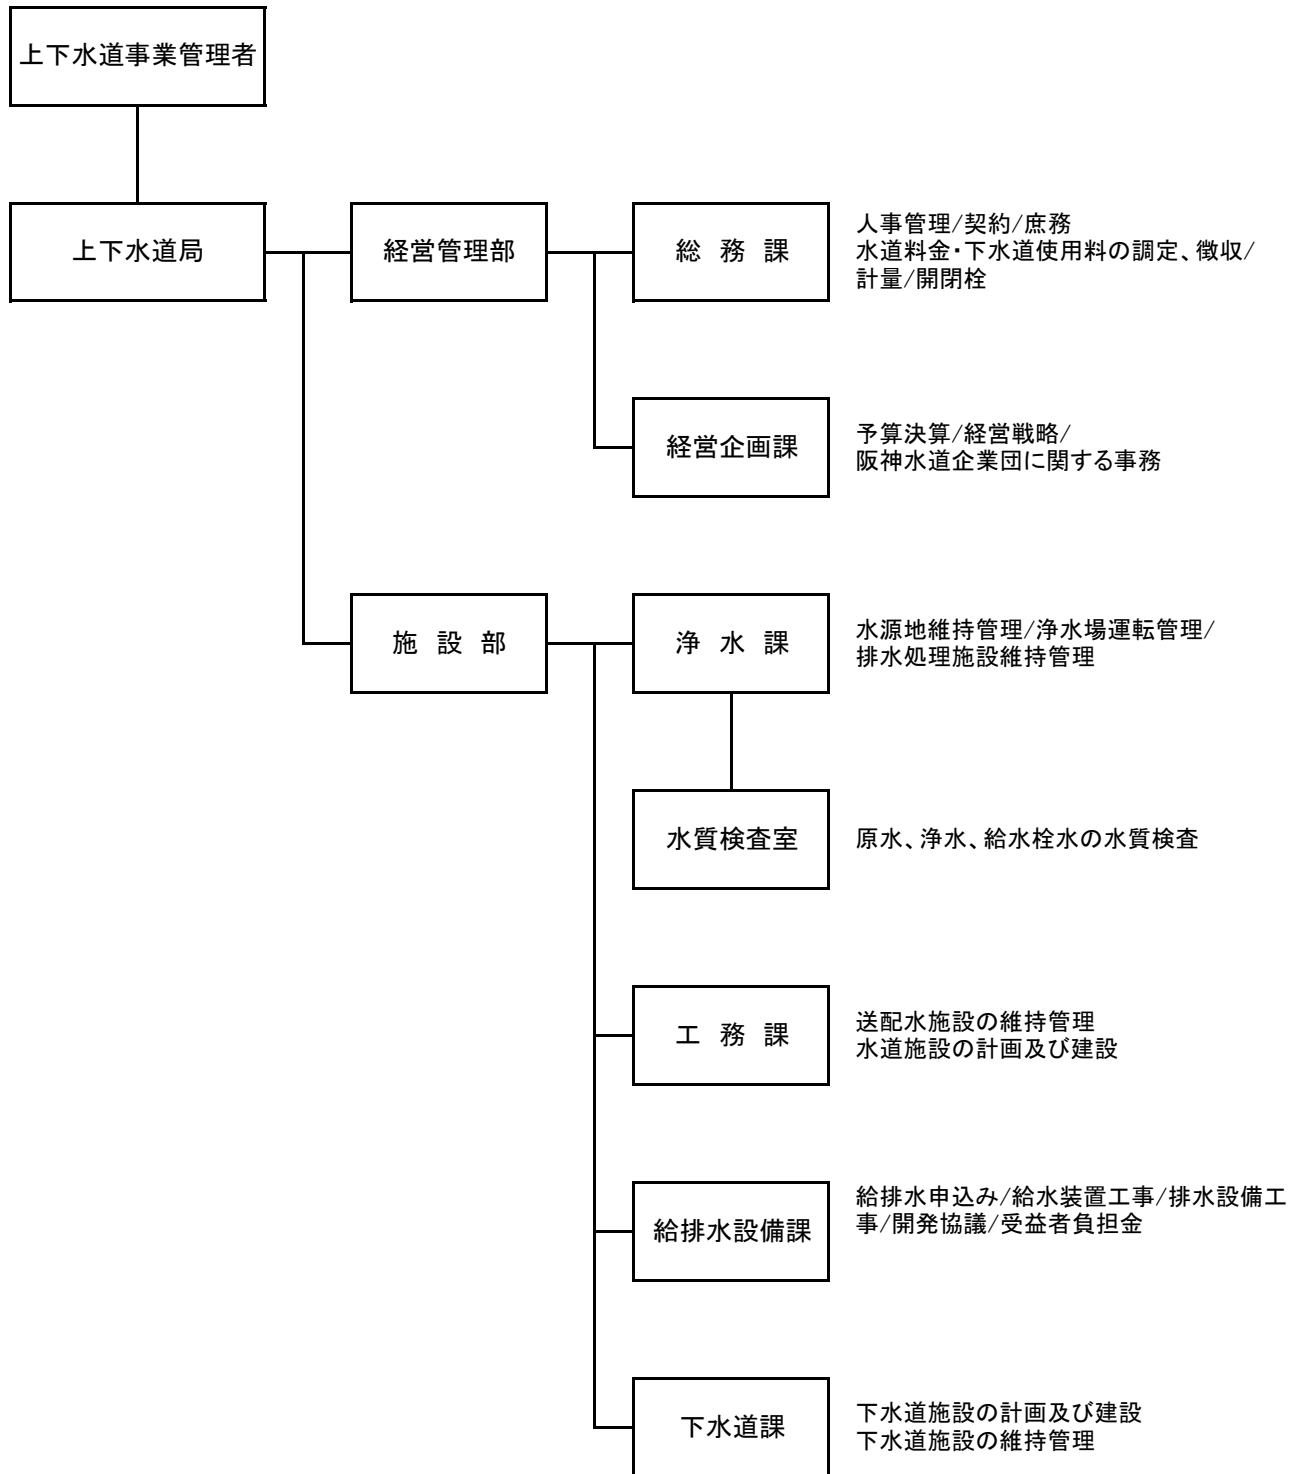 上下水道事業管理者
上下水道局
経営管理部
総 務 課
人事管理/契約/庶務
水道料金・下水道使用料の調定、徴収/
計量/開閉栓
経営企画課
予算決算/経営戦略/
阪神水道企業団に関する事務
施 設 部
浄 水 課
水源地維持管理/浄水場運転管理/
排水処理施設維持管理
水質検査室
原水、浄水、給水栓水の水質検査
工 務 課
送配水施設の維持管理
水道施設の計画及び建設
給排水設備課
給排水申込み/給水装置工事/排水設備工
事/開発協議/受益者負担金
下水道課
下水道施設の計画及び建設
下水道施設の維持管理